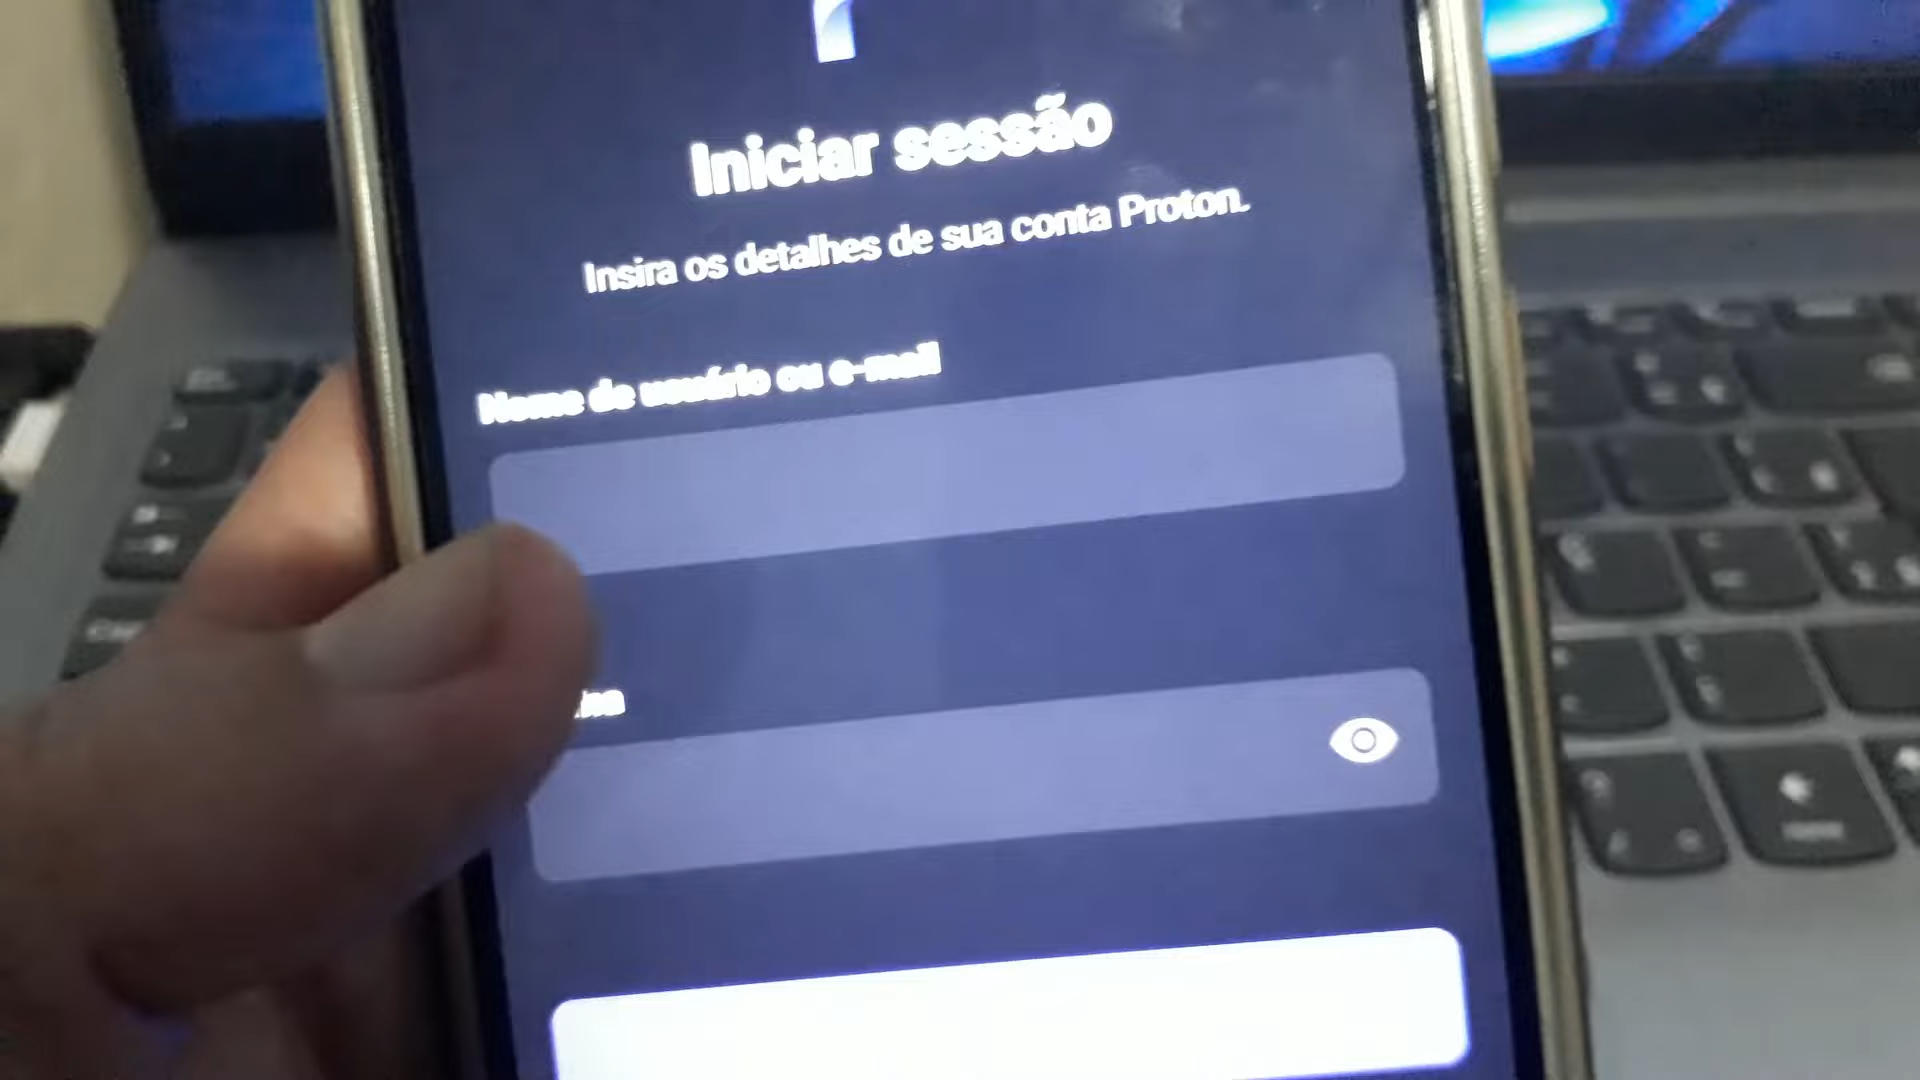 Iniciar sessão
Insira os detalhes de sua conta Proton.
Nome de usuário ou e-mail